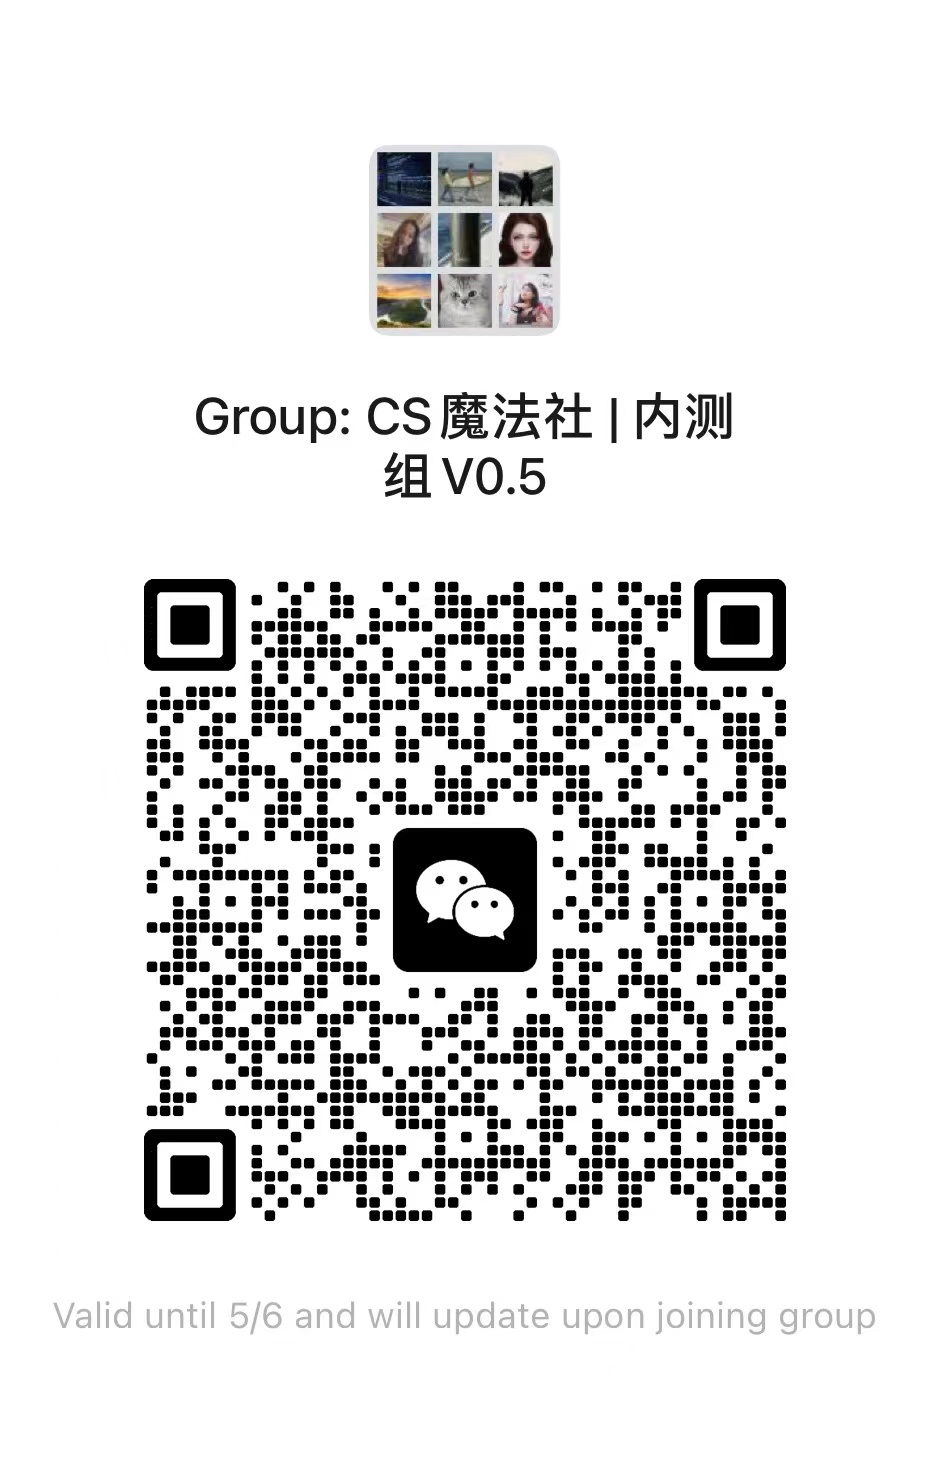 Group: CS魔法社 | 内测
组 V0.5
Valid until 5/6 and will update upon joining group